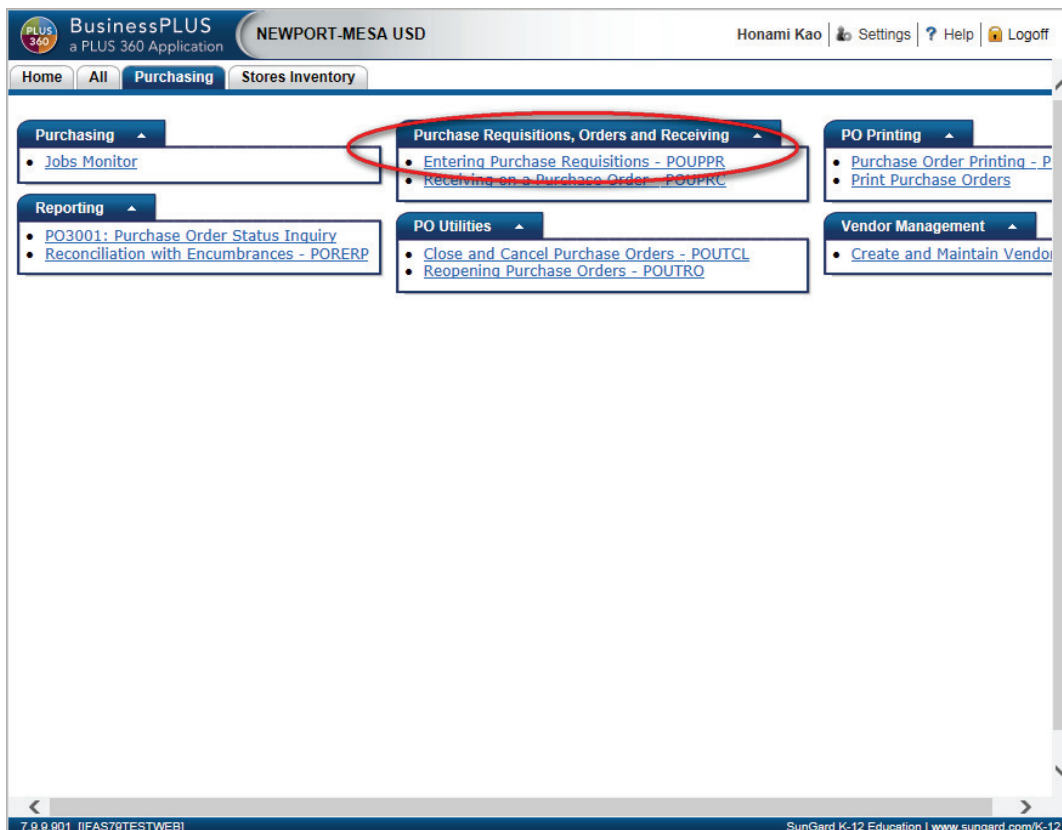 PLUS 360
BusinessPLUS
a PLUS 360 Application
NEWPORT-MESA USD
Honami Kao Settings ? Help Logoff
Home All Purchasing Stores Inventory
Purchasing
Jobs Monitor
Reporting
PO3001: Purchase Order Status Inquiry
Reconciliation with Encumbrances - PORERP
Purchase Requisitions, Orders and Receiving
Entering Purchase Requisitions - POUPPR
Receiving on a Purchase Order - POUPRC
PO Utilities
Close and Cancel Purchase Orders - POUTCL
Reopening Purchase Orders - POUTRO
PO Printing
Purchase Order Printing - P
Print Purchase Orders
Vendor Management
Create and Maintain Vendo
7.9.9.901 [IFAS79TESTWEB]
SunGard K-12 Education | www.sungard.com/K-12